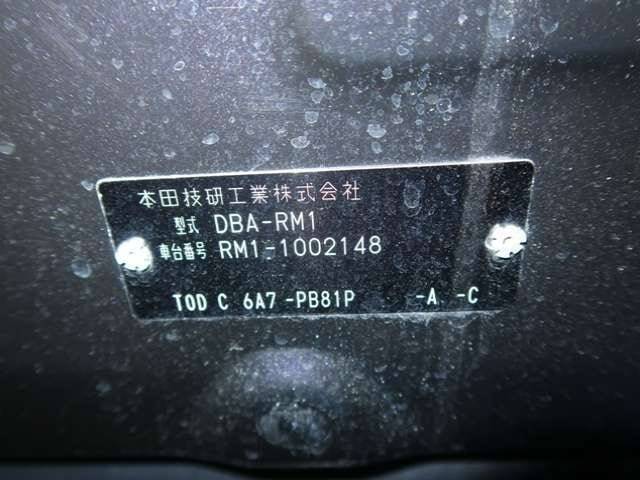 本田技研工業株式会社
型式 DBA-RM1
車台番号 RM1-1002148
TOD C 6A7 -PB81P -A -C